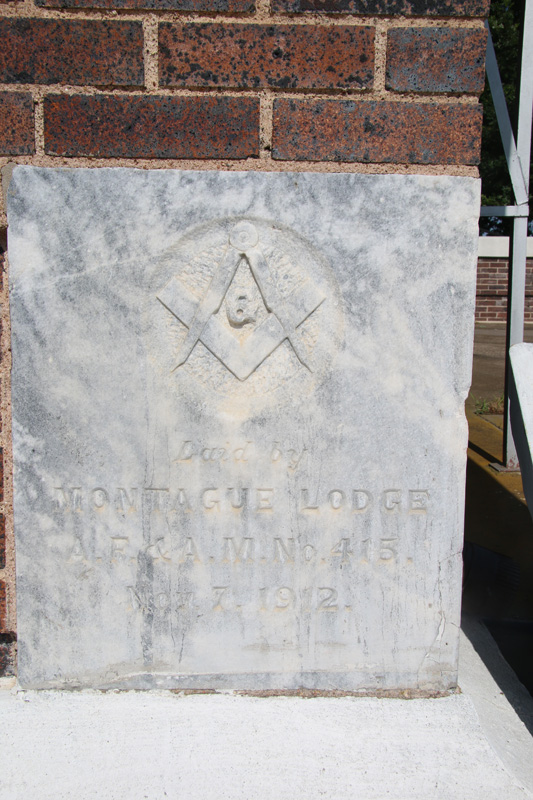 G
Laid by
MONTAGUE LODGE
A.F. & A.M. No. 415.
Nov 7. 1912.